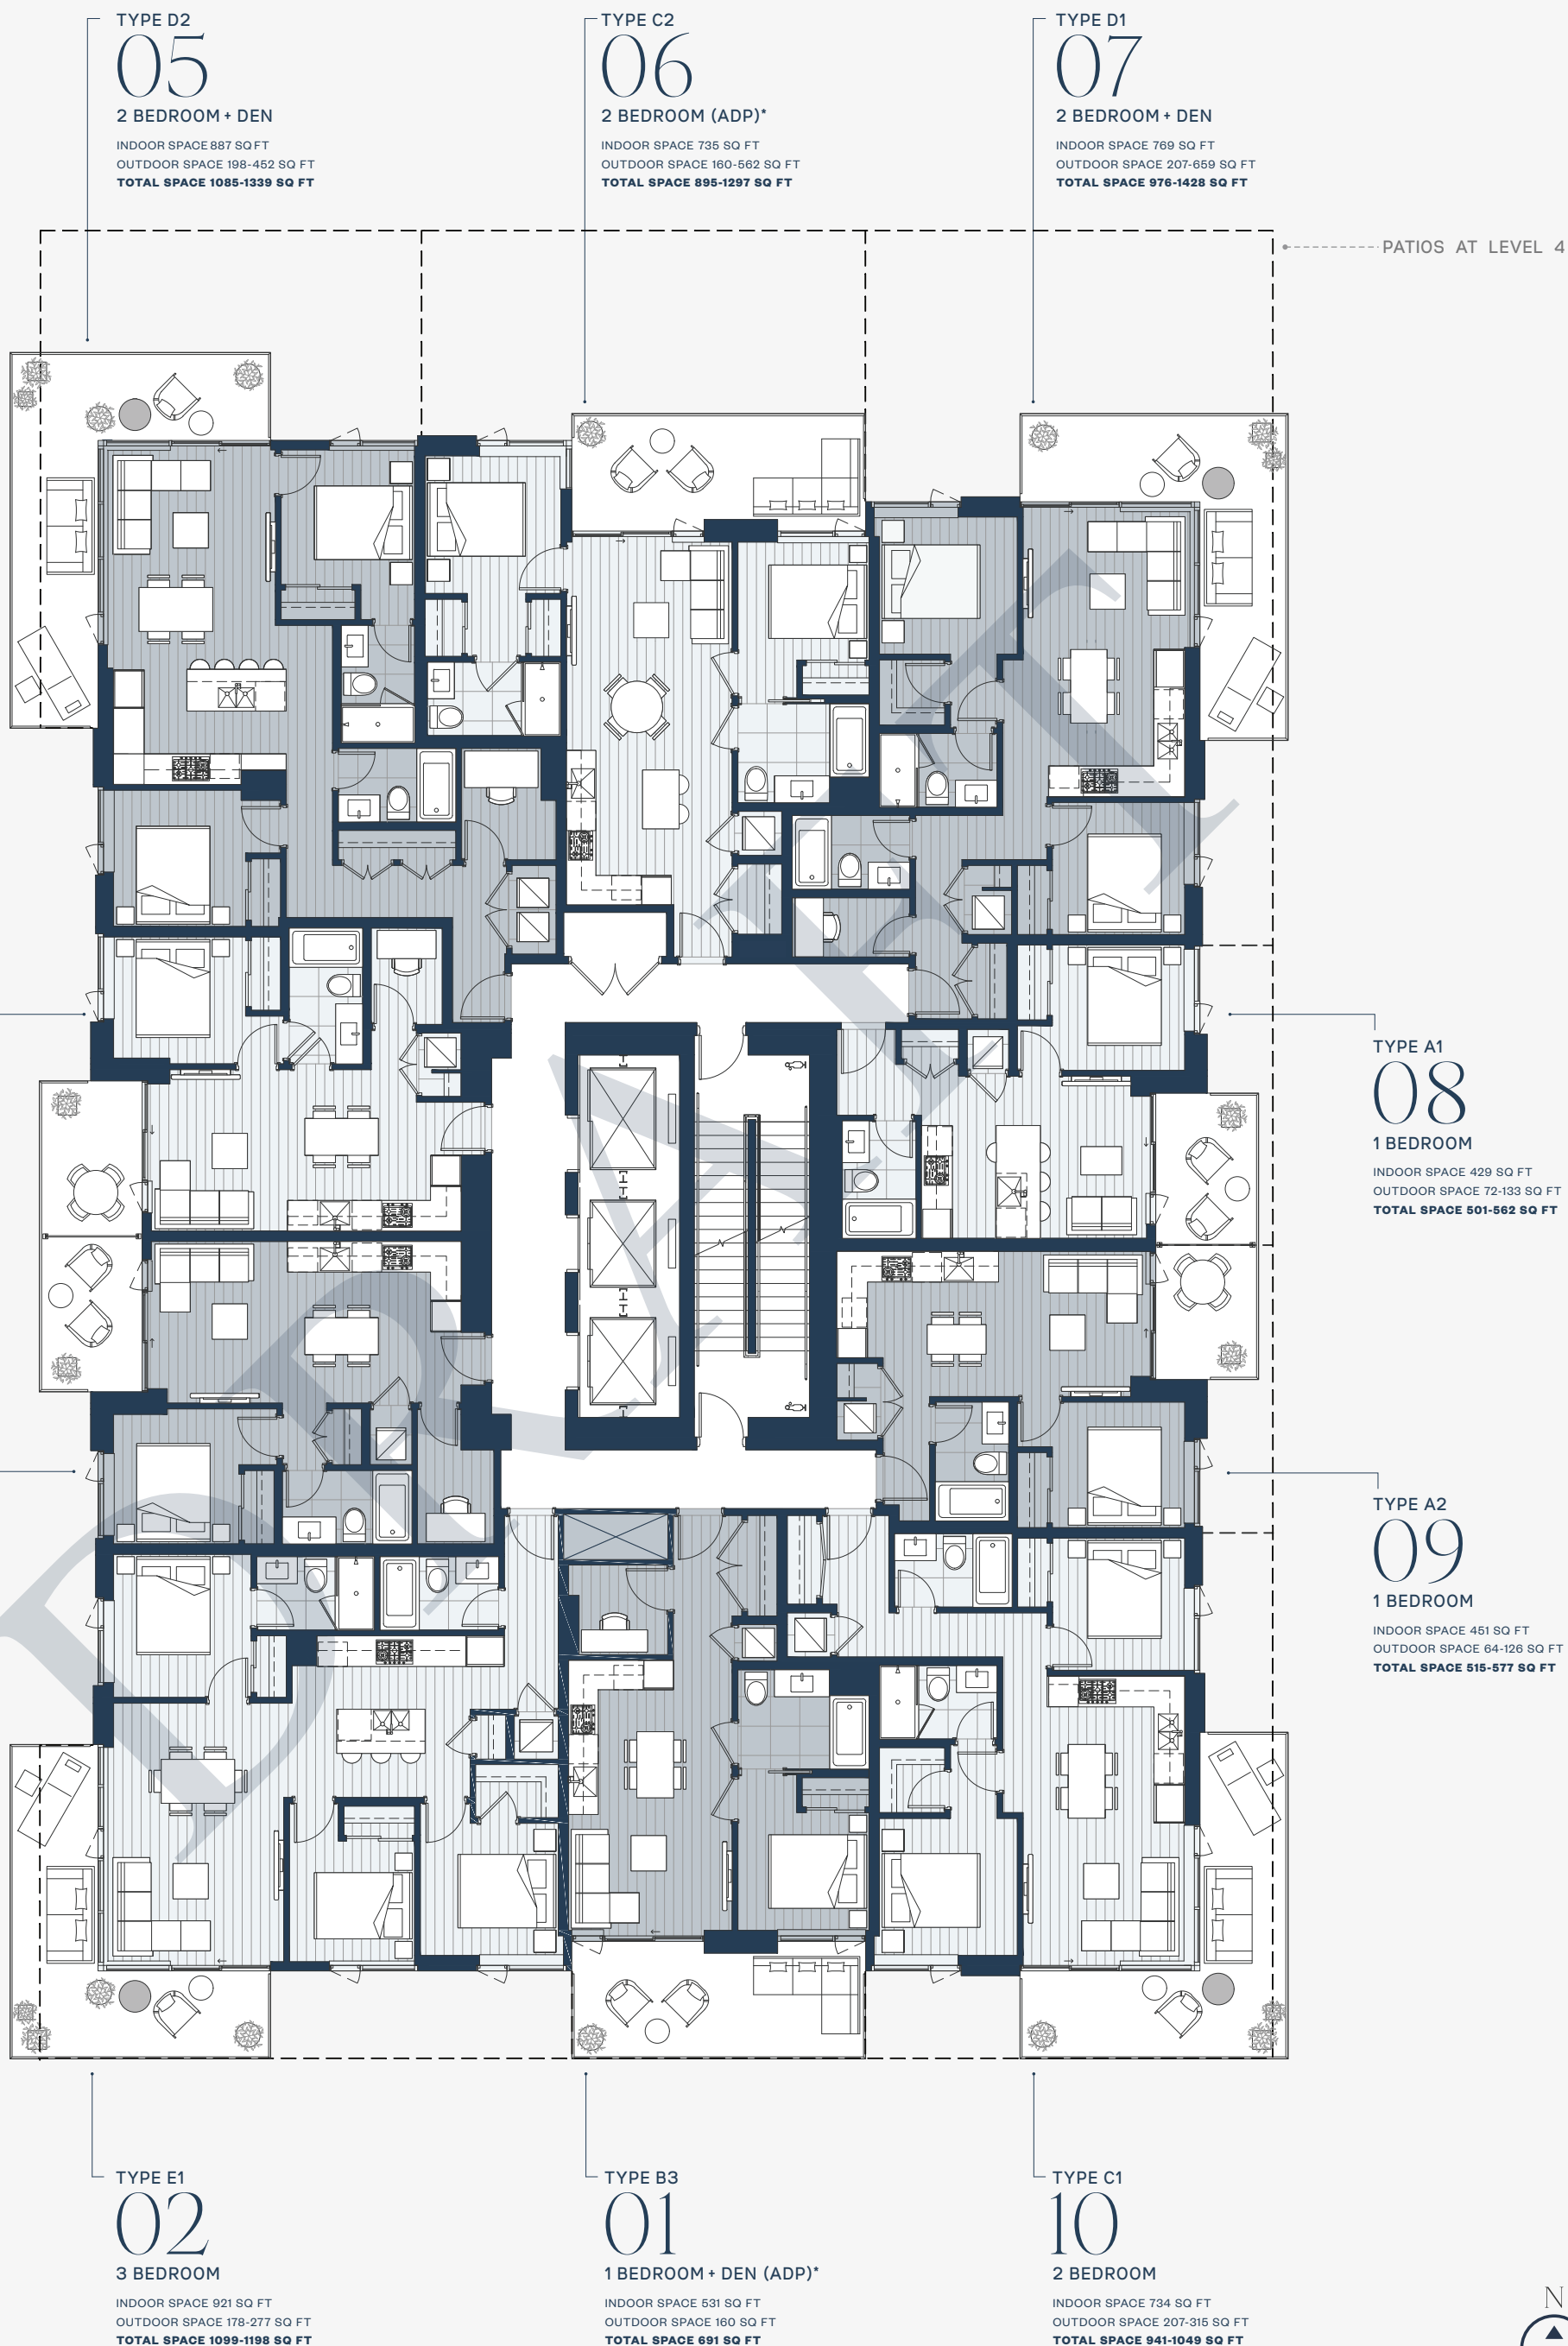 TYPE D2
05
2 BEDROOM + DEN
INDOOR SPACE 887 SQ FT
OUTDOOR SPACE 198-452 SQ FT
TOTAL SPACE 1085-1339 SQ FT
TYPE C2
06
2 BEDROOM (ADP)*
INDOOR SPACE 735 SQ FT
OUTDOOR SPACE 160-562 SQ FT
TOTAL SPACE 895-1297 SQ FT
TYPE D1
07
2 BEDROOM + DEN
INDOOR SPACE 769 SQ FT
OUTDOOR SPACE 207-659 SQ FT
TOTAL SPACE 976-1428 SQ FT
PATIOS AT LEVEL 4
DRAFT
TYPE A1
08
1 BEDROOM
INDOOR SPACE 429 SQ FT
OUTDOOR SPACE 72-133 SQ FT
TOTAL SPACE 501-562 SQ FT
TYPE A2
09
1 BEDROOM
INDOOR SPACE 451 SQ FT
OUTDOOR SPACE 64-126 SQ FT
TOTAL SPACE 515-577 SQ FT
TYPE E1
02
3 BEDROOM
INDOOR SPACE 921 SQ FT
OUTDOOR SPACE 178-277 SQ FT
TOTAL SPACE 1099-1198 SQ FT
TYPE B3
01
1 BEDROOM + DEN (ADP)*
INDOOR SPACE 531 SQ FT
OUTDOOR SPACE 160 SQ FT
TOTAL SPACE 691 SQ FT
TYPE C1
10
2 BEDROOM
INDOOR SPACE 734 SQ FT
OUTDOOR SPACE 207-315 SQ FT
TOTAL SPACE 941-1049 SQ FT
N